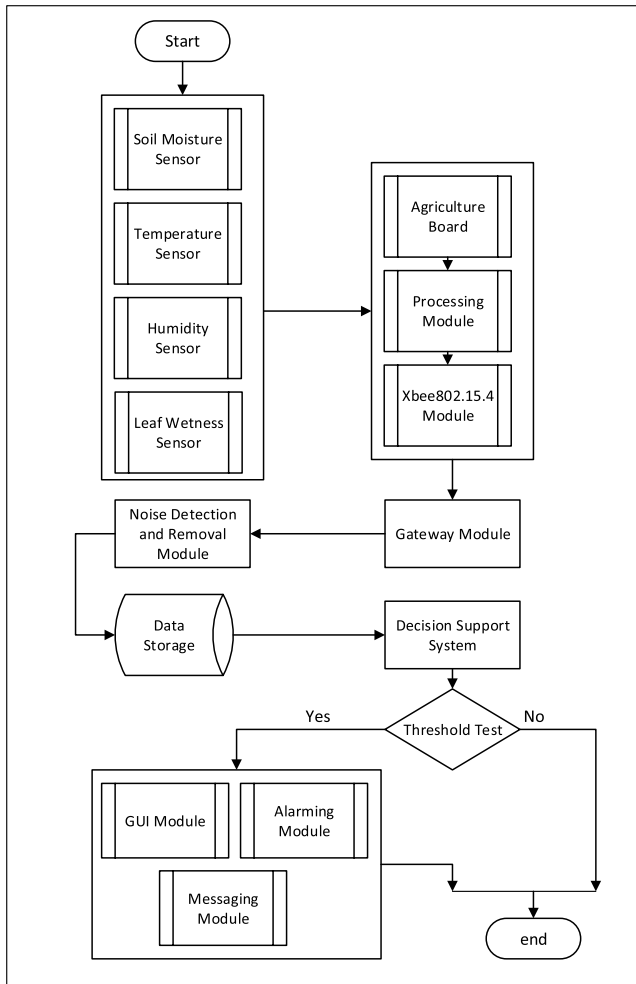 Start
Soil Moisture
Sensor
Temperature
Sensor
Humidity
Sensor
Leaf Wetness
Sensor
Agriculture
Board
Processing
Module
Xbee802.15.4
Module
Gateway Module
Noise Detection
and Removal
Module
Data
Storage
Decision Support
System
Threshold Test
Yes
No
GUI Module
Alarming
Module
Messaging
Module
end